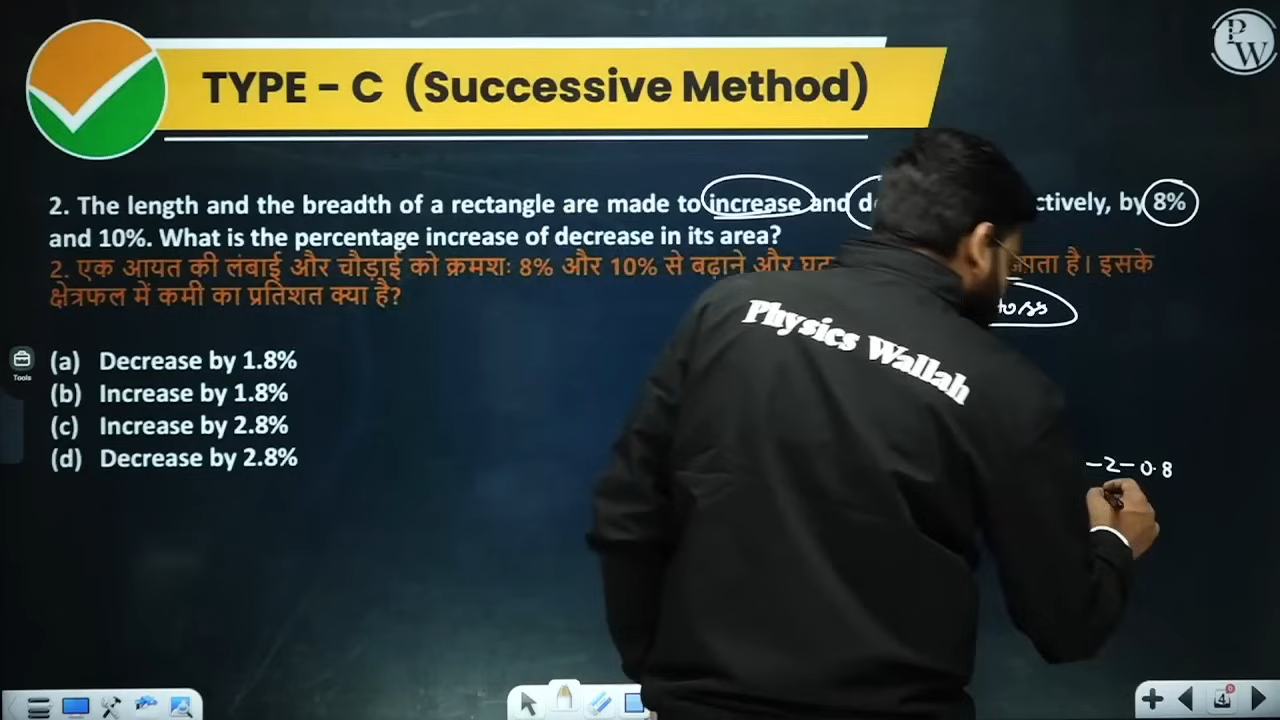 PW
TYPE - C (Successive Method)
2. The length and the breadth of a rectangle are made to increase and ctively, by 8%
and 10%. What is the percentage increase of decrease in its area?
2. एक आयत की लंबाई और चौड़ाई को क्रमशः 8% और 10% से बढ़ाने और जाता है। इसके
क्षेत्रफल में कमी का प्रतिशत क्या है?
(a) Decrease by 1.8%
(b) Increase by 1.8%
(c) Increase by 2.8%
(d) Decrease by 2.8%
Tools
Physics Wallah
-2-0.8